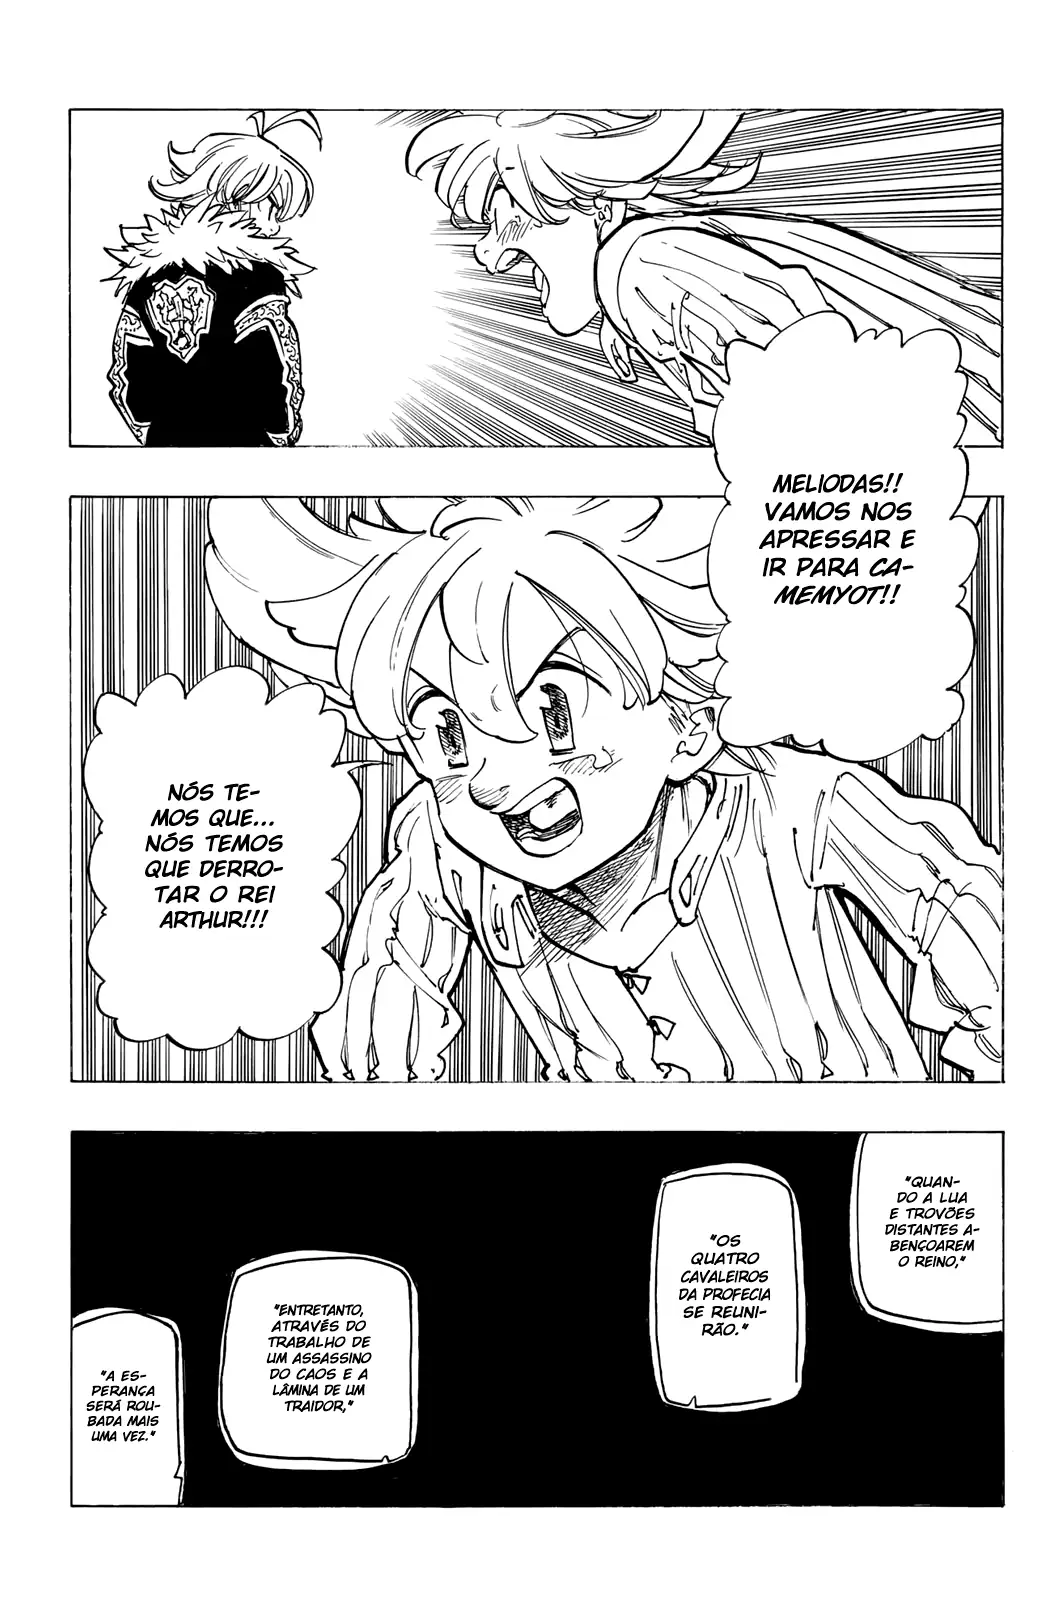 MELIODAS!!
VAMOS NOS
APRESSAR E
IR PARA CA-
MEMYOT!!
NÓS TE-
MOS QUE...
NÓS TEMOS
QUE DERRO-
TAR O REI
ARTHUR!!!
"QUAN-
DO A LUA
E TROVÕES
DISTANTES A-
BENÇOAREM
O REINO,"
"OS
QUATRO
CAVALEIROS
DA PROFECIA
SE REUNI-
RÃO."
"ENTRETANTO,
ATRAVÉS DO
TRABALHO DE
UM ASSASSINO
DO CAOS E A
LÂMINA DE UM
TRAIDOR,"
"A ES-
PERANÇA
SERÁ ROU-
BADA MAIS
UMA VEZ."